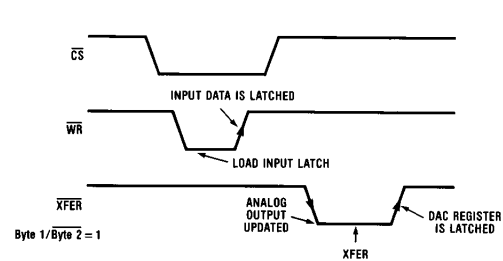 CS
INPUT DATA IS LATCHED
WR
LOAD INPUT LATCH
XFER
ANALOG
OUTPUT
UPDATED
DAC REGISTER
IS LATCHED
Byte 1/Byte 2 = 1
XFER